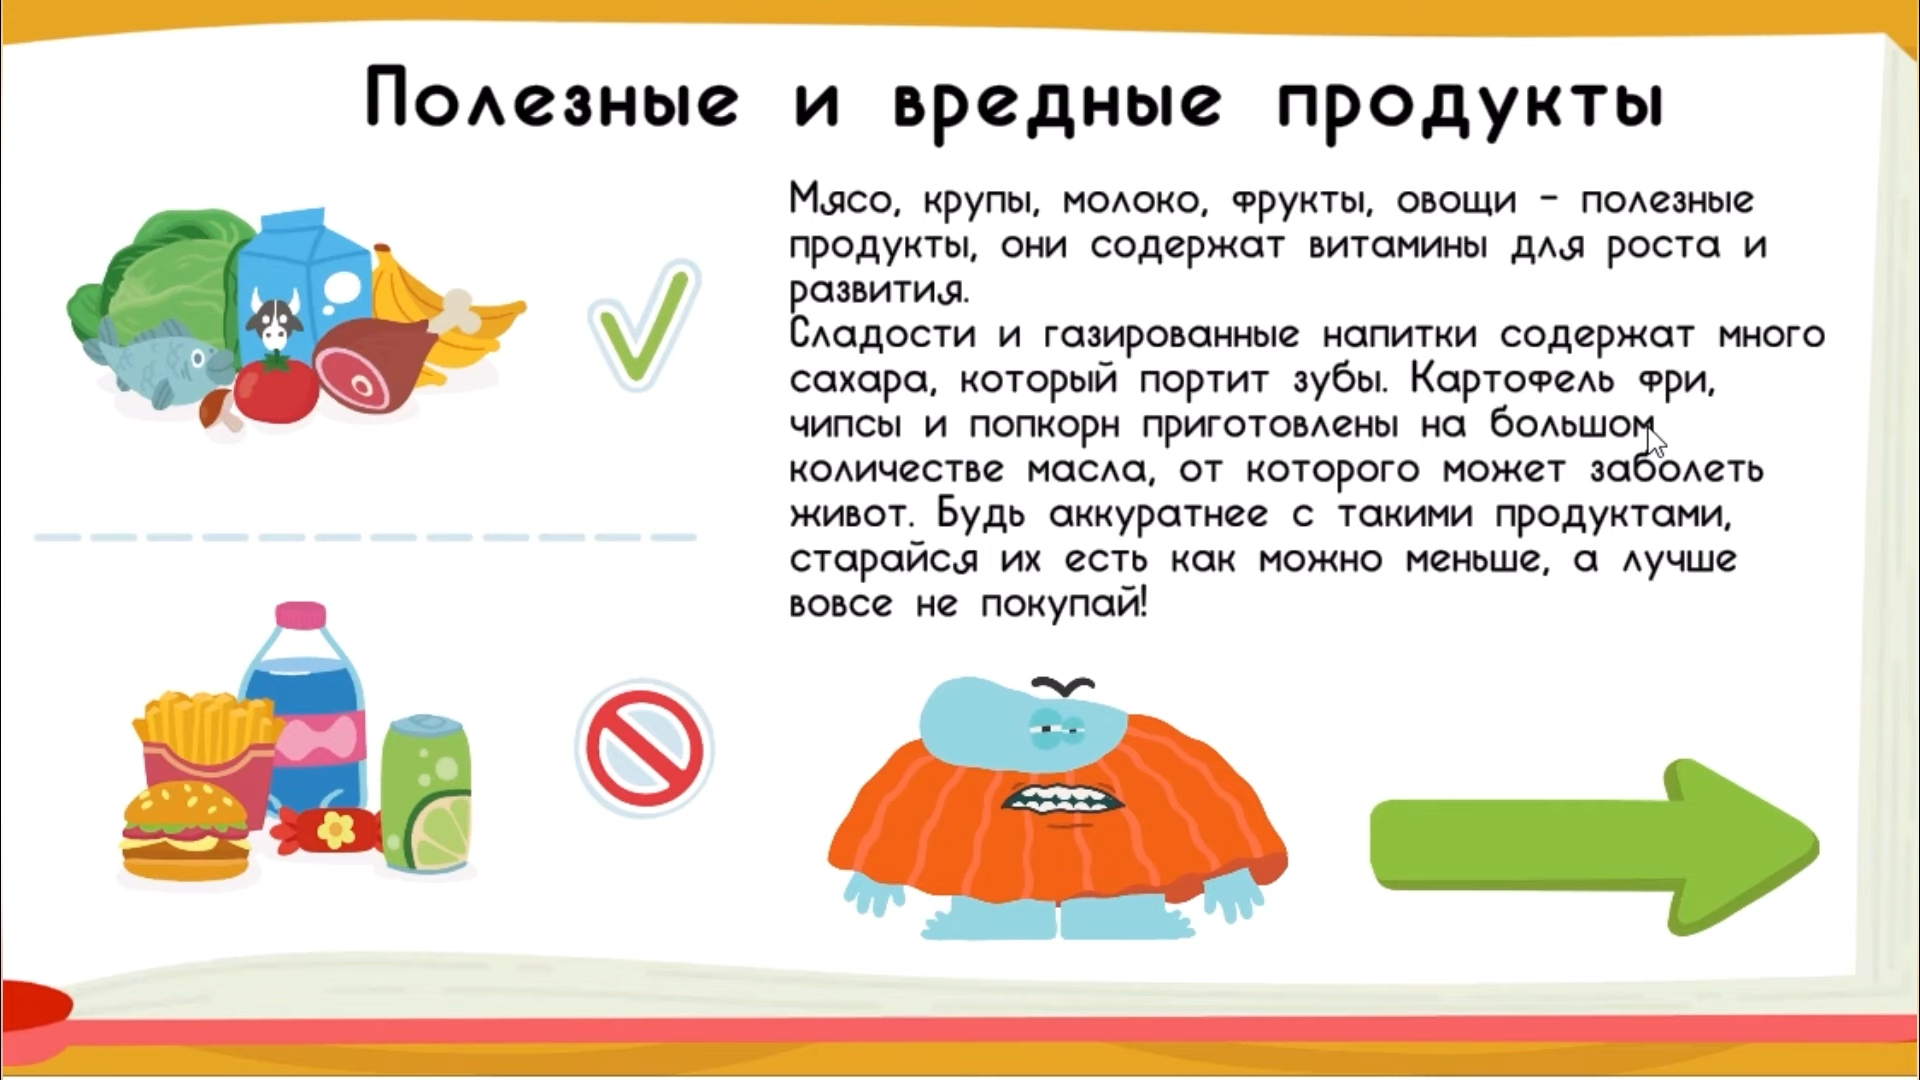 Полезные и вредные продукты
Мясо, крупы, молоко, фрукты, овощи – полезные
продукты, они содержат витамины для роста и
развития.
Сладости и газированные напитки содержат много
сахара, который портит зубы. Картофель фри,
чипсы и попкорн приготовлены на большом
количестве масла, от которого может заболеть
живот. Будь аккуратнее с такими продуктами,
старайся их есть как можно меньше, а лучше
вовсе не покупай!